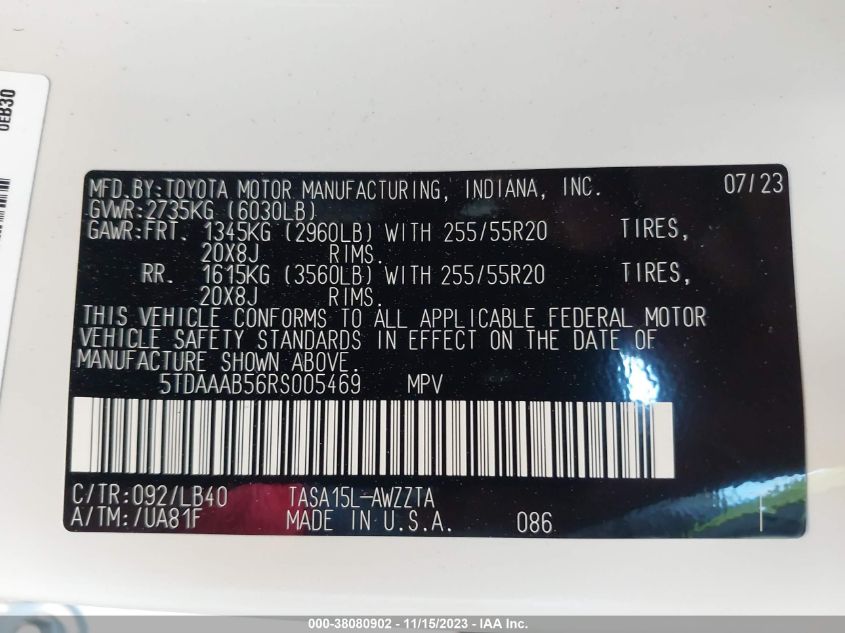 0EB30
MFD.BY:TOYOTA MOTOR MANUFACTURING, INDIANA, INC. 07/23
GVWR:2735KG (6030LB)
GAWR:FRT. 1345KG (2960LB) WITH 255/55R20 TIRES,
20X8J RIMS.
RR. 1615KG (3560LB) WITH 255/55R20 TIRES,
20X8J RIMS.
THIS VEHICLE CONFORMS TO ALL APPLICABLE FEDERAL MOTOR
VEHICLE SAFETY STANDARDS IN EFFECT ON THE DATE OF
MANUFACTURE SHOWN ABOVE.
5TDAAAB56RS005469 MPV
C/TR:092/LB40 TASA15L-AWZZTA
A/TM:/UA81F MADE IN U.S.A. 086
000-38080902 - 11/15/2023 - IAA Inc.